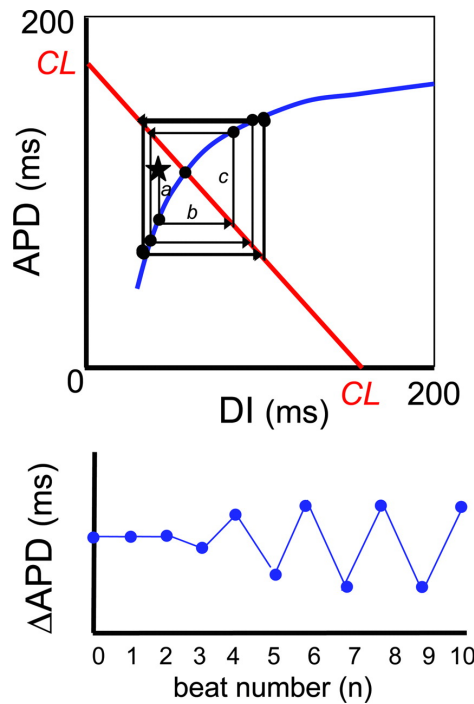 200
CL
APD (ms)
a
c
b
0
DI (ms)
CL
200
ΔAPD (ms)
0 1 2 3 4 5 6 7 8 9 10
beat number (n)